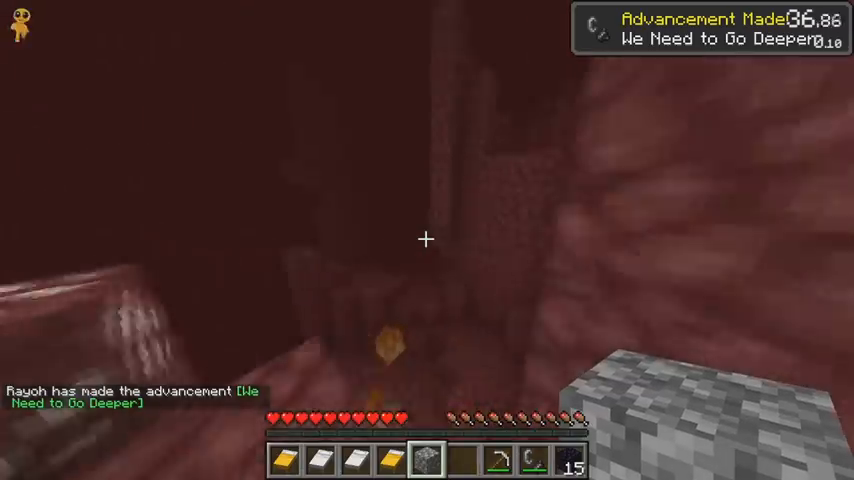 Advancement Made!
36.86
We Need to Go Deeper
0.10
Rayoh has made the advancement [We
Need to Go Deeper]
15